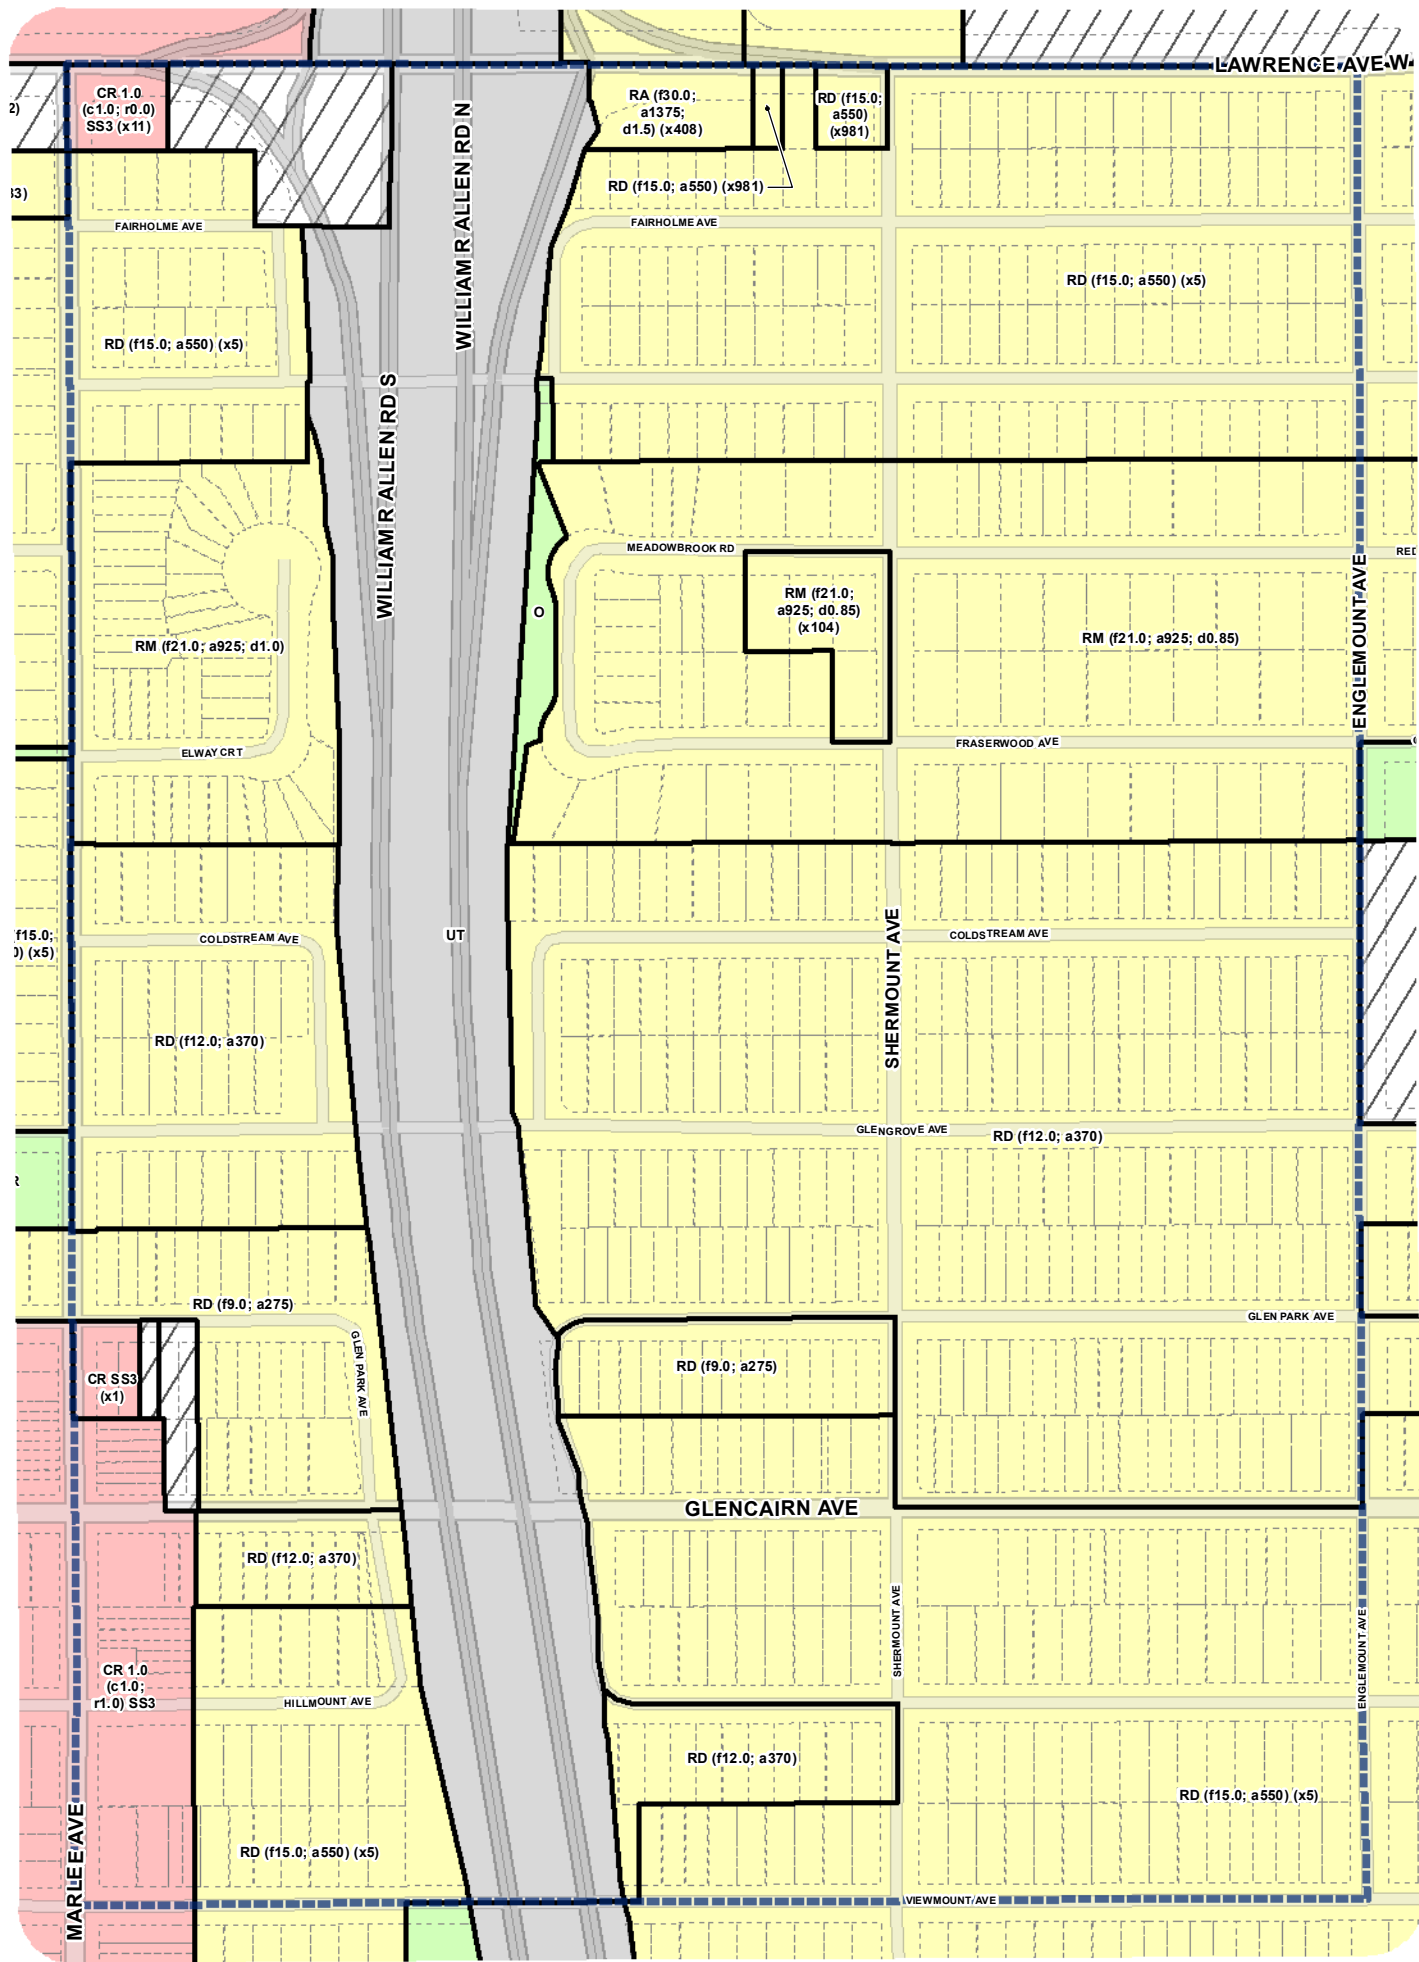 LAWRENCE AVE W
CR 1.0
(c1.0; r0.0)
SS3 (x11)
2)
33)
WILLIAM R ALLEN RD N
RA (f30.0;
a1375;
d1.5) (x408)
RD (f15.0;
a550)
(x981)
RD (f15.0; a550) (x981)
FAIRHOLME AVE
FAIRHOLME AVE
RD (f15.0; a550) (x5)
RD (f15.0; a550) (x5)
WILLIAM R ALLEN RD S
MEADOWBROOK RD
RED
O
RM (f21.0;
a925; d0.85)
(x104)
RM (f21.0; a925; d1.0)
RM (f21.0; a925; d0.85)
ENGLEMOUNT AVE
ELWAY CRT
FRASERWOOD AVE
UT
f15.0;
0) (x5)
COLDSTREAM AVE
COLDSTREAM AVE
SHERMOUNT AVE
RD (f12.0; a370)
GLENGROVE AVE
RD (f12.0; a370)
R
RD (f9.0; a275)
GLEN PARK AVE
GLEN PARK AVE
RD (f9.0; a275)
CR SS3
(x1)
GLENCAIRN AVE
RD (f12.0; a370)
SHERMOUNT AVE
ENGLEMOUNT AVE
CR 1.0
(c1.0;
r1.0) SS3
HILLMOUNT AVE
RD (f12.0; a370)
RD (f15.0; a550) (x5)
MARLEE AVE
RD (f15.0; a550) (x5)
VIEWMOUNT AVE